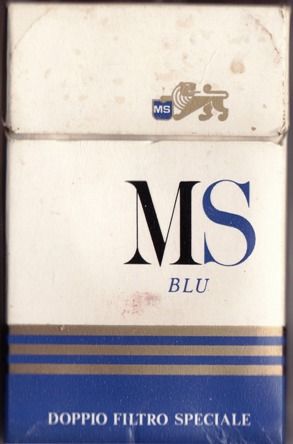 MS
MS
BLU
DOPPIO FILTRO SPECIALE